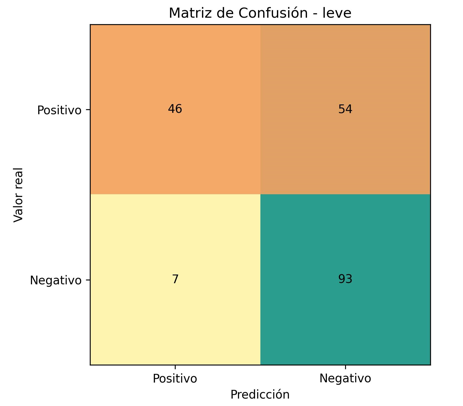 Matriz de Confusión - leve
Positivo
46
54
Valor real
Negativo
7
93
Positivo
Negativo
Predicción